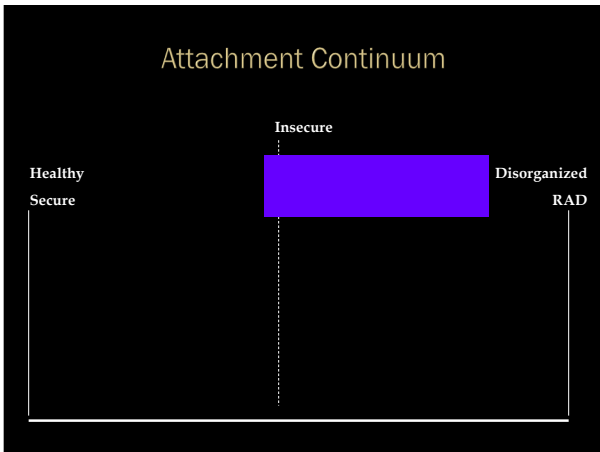 Attachment Continuum
Insecure
Healthy
Secure
Disorganized
RAD